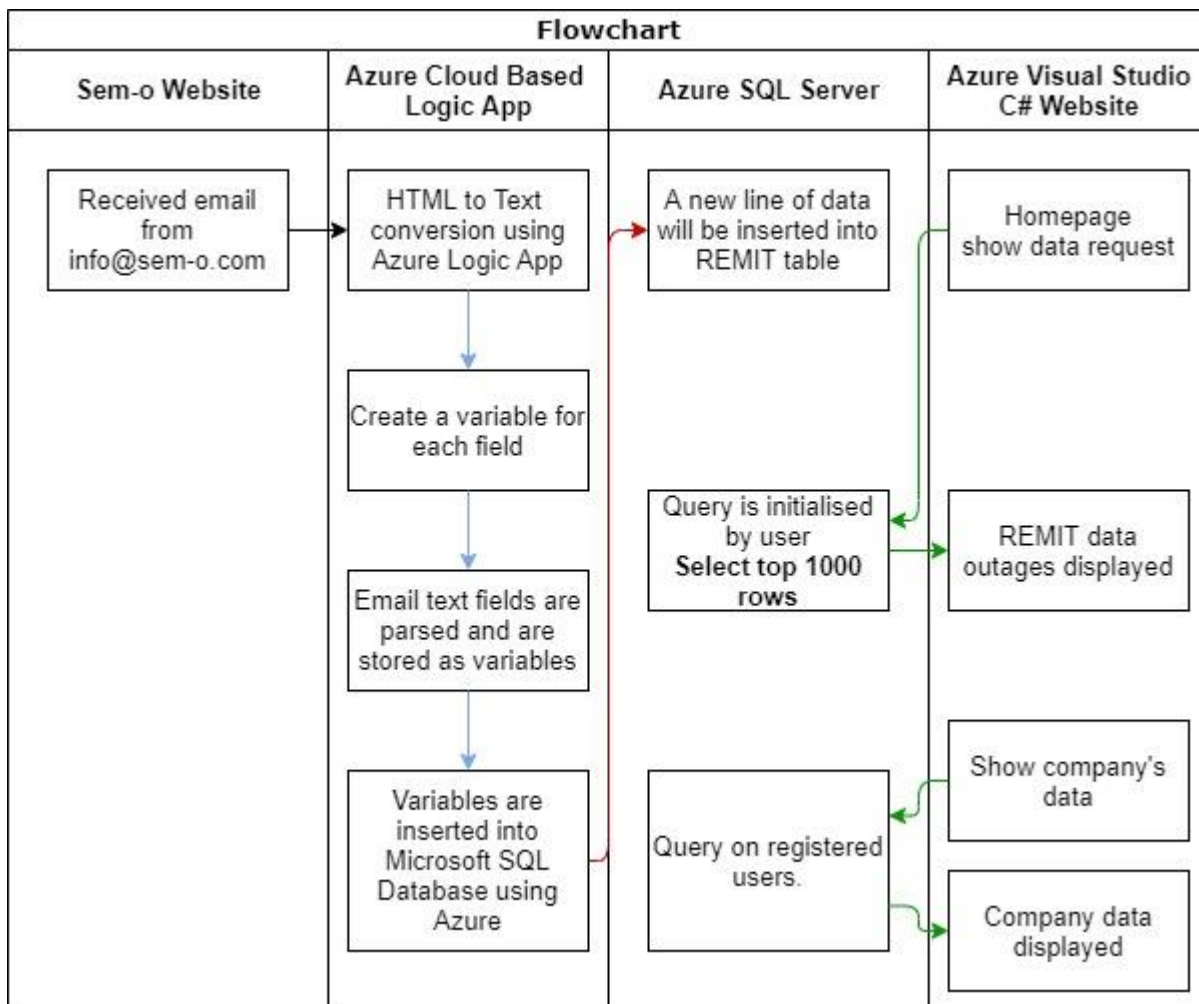 Flowchart
Sem-o Website
Azure Cloud Based
Logic App
Azure SQL Server
Azure Visual Studio
C# Website
Received email
from
info@sem-o.com
HTML to Text
conversion using
Azure Logic App
A new line of data
will be inserted into
REMIT table
Homepage
show data request
Create a variable for
each field
Query is initialised
by user
Select top 1000
rows
REMIT data
outages displayed
Email text fields are
parsed and are
stored as variables
Variables are
inserted into
Microsoft SQL
Database using
Azure
Query on registered
users.
Show company's
data
Company data
displayed